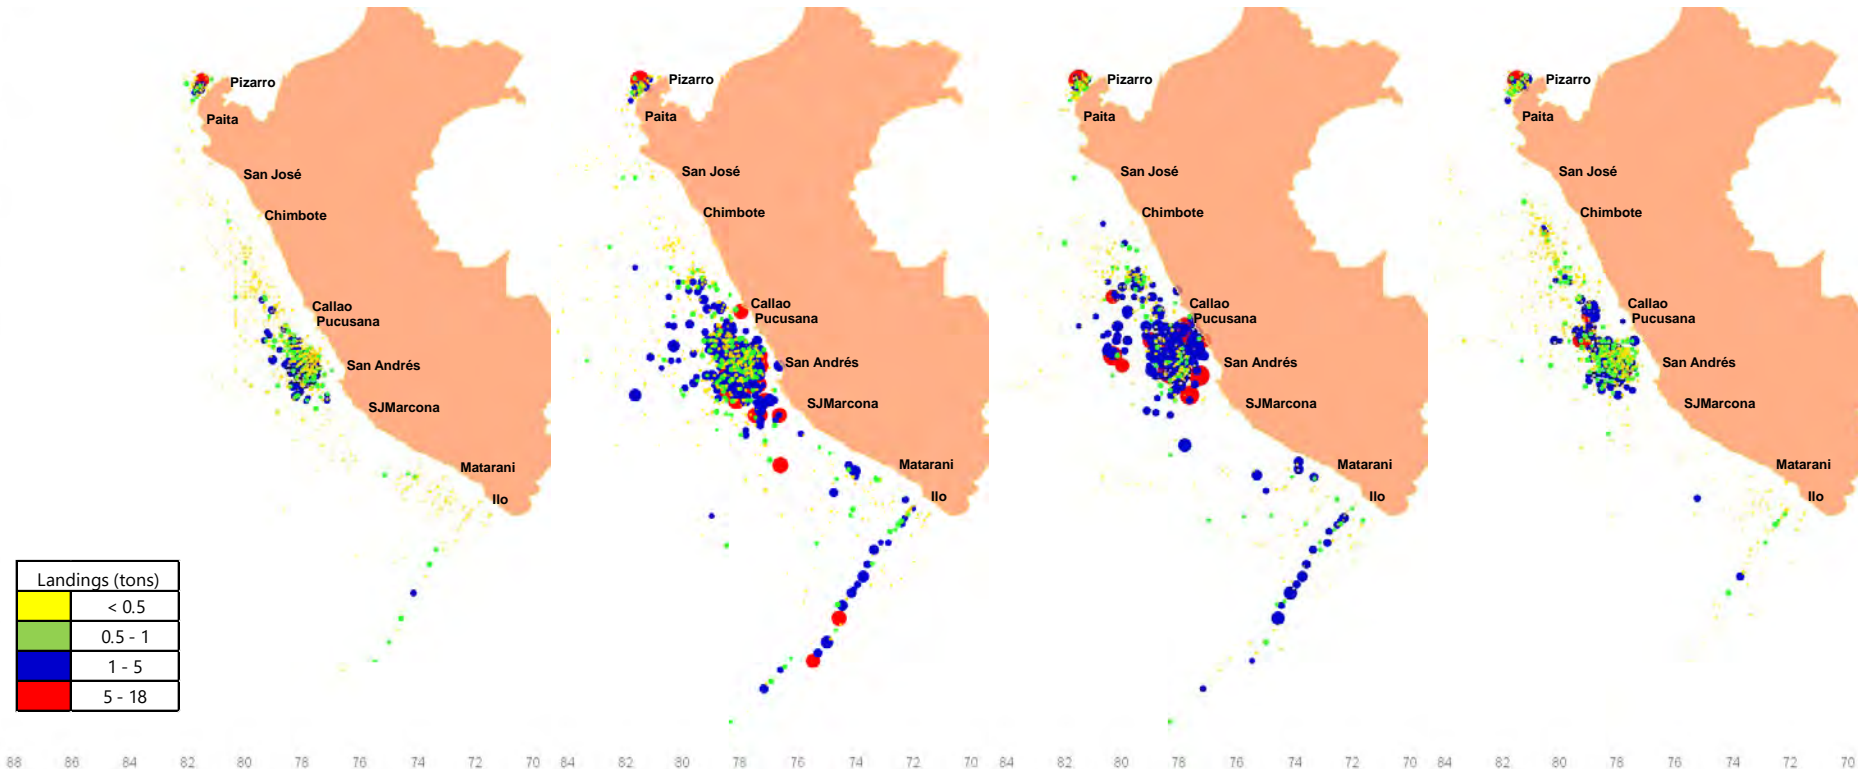 Pizarro
Paita
San José
Chimbote
Callao
Pucusana
San Andrés
SJMarcona
Matarani
Ilo
Pizarro
Paita
San José
Chimbote
Callao
Pucusana
San Andrés
SJMarcona
Matarani
Ilo
Pizarro
Paita
San José
Chimbote
Callao
Pucusana
San Andrés
SJMarcona
Matarani
Ilo
Pizarro
Paita
San José
Chimbote
Callao
Pucusana
San Andrés
SJMarcona
Matarani
Ilo
Landings (tons)
< 0.5
0.5 - 1
1 - 5
5 - 18
88 86 84 82 80 78 76 74 72 70 84 82 80 78 76 74 72 70 84 82 80 78 76 74 72 70 84 82 80 78 76 74 72 70